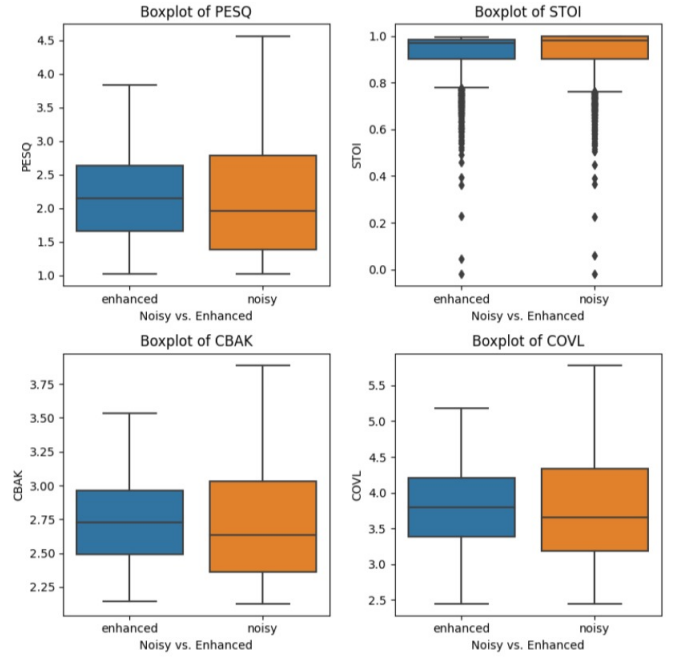 Boxplot of PESQ
4.5
4.0
3.5
3.0
2.5
2.0
1.5
1.0
PESQ
enhanced noisy
Noisy vs. Enhanced
Boxplot of STOI
1.0
0.8
0.6
0.4
0.2
0.0
STOI
enhanced noisy
Noisy vs. Enhanced
Boxplot of CBAK
3.75
3.50
3.25
3.00
2.75
2.50
2.25
CBAK
enhanced noisy
Noisy vs. Enhanced
Boxplot of COVL
5.5
5.0
4.5
4.0
3.5
3.0
2.5
COVL
enhanced noisy
Noisy vs. Enhanced